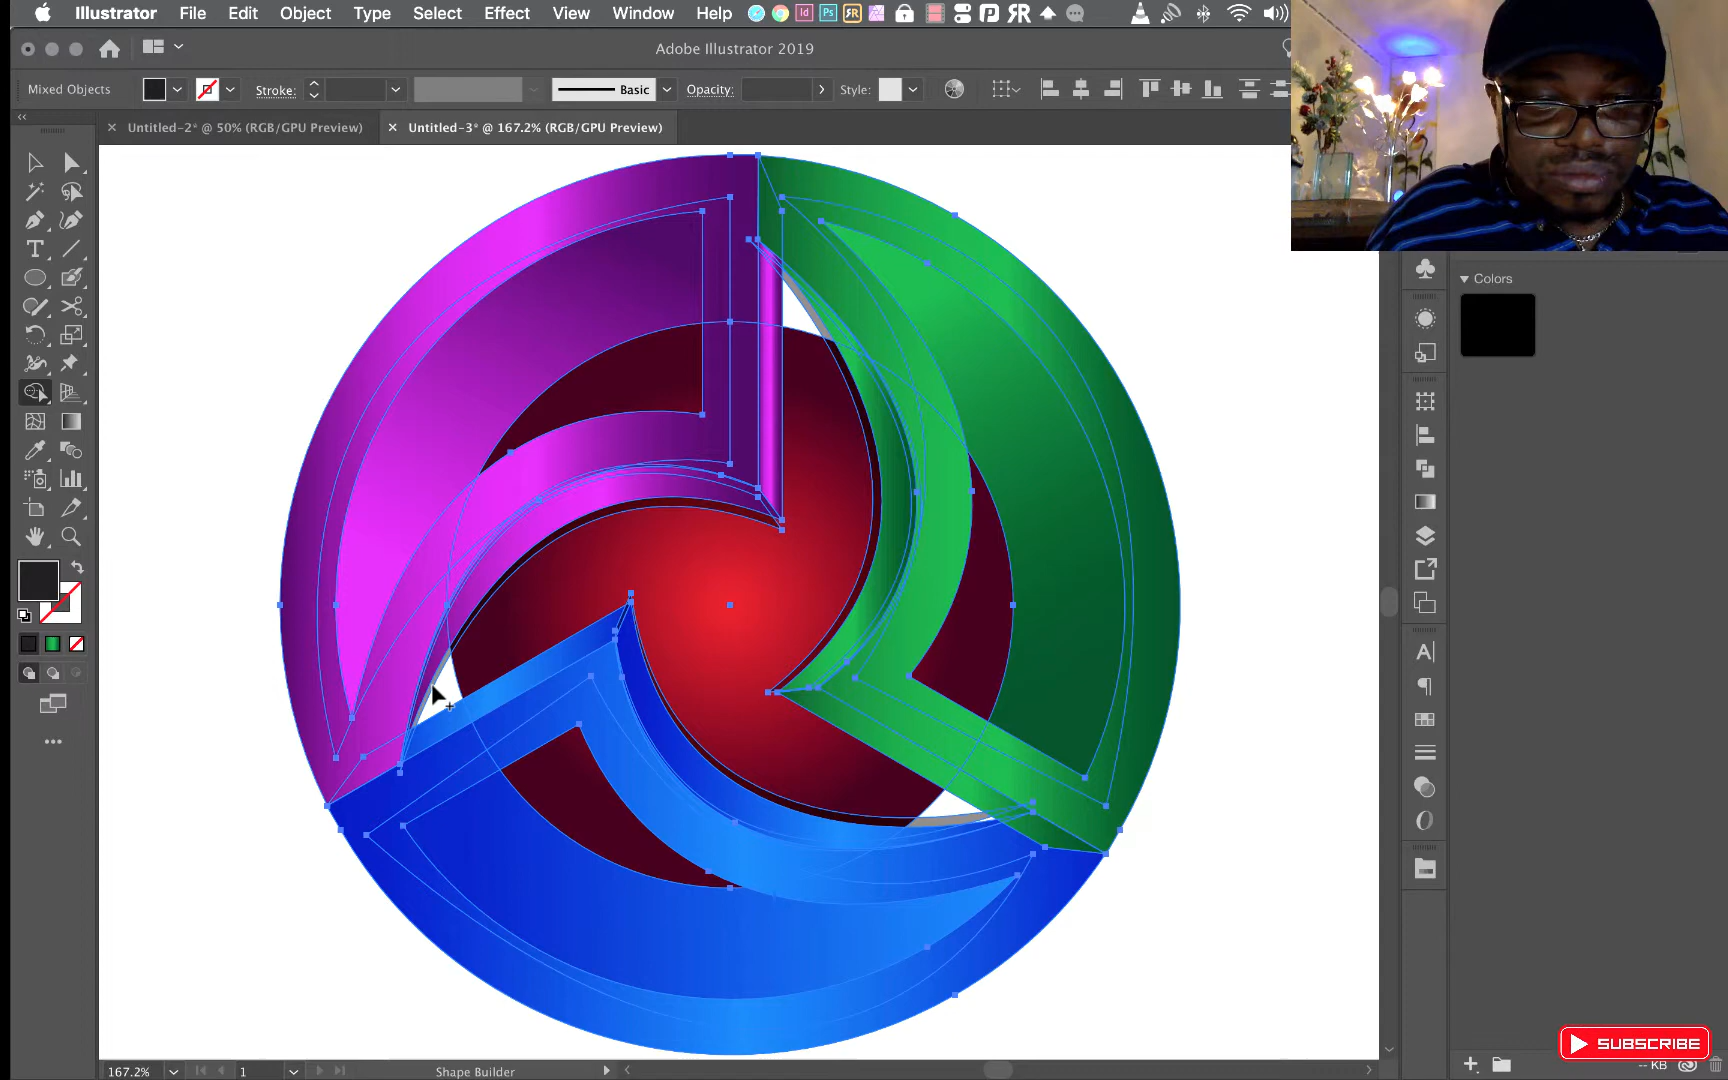 Illustrator File Edit Object Type Select Effect View Window Help
Adobe Illustrator 2019
Mixed Objects Stroke: Basic Opacity: Style:
Untitled-2* @ 50% (RGB/GPU Preview) Untitled-3* @ 167.2% (RGB/GPU Preview)
Colors
SUBSCRIBE
167.2% 1 Shape Builder -- KB